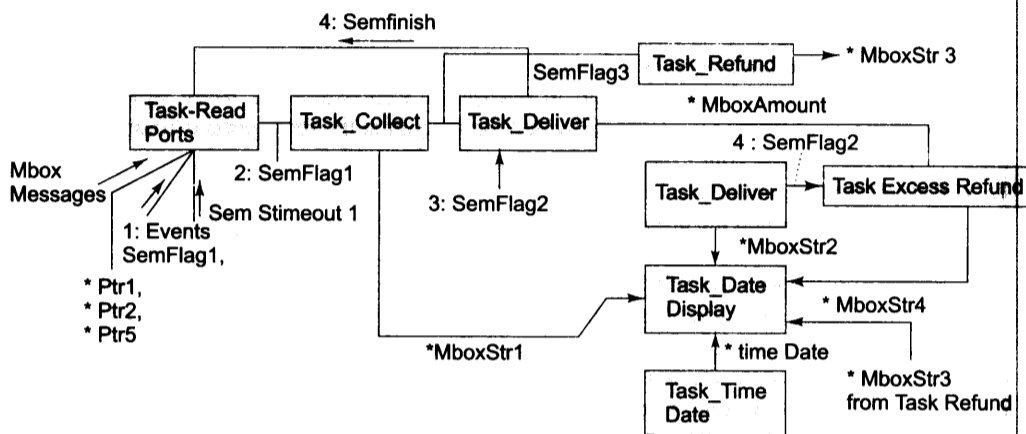 4: Semfinish
SemFlag3
Task_Refund
* MboxStr 3
Task-Read
Ports
Task_Collect
Task_Deliver
* MboxAmount
4 : SemFlag2
Mbox
Messages
2: SemFlag1
Sem Stimeout 1
3: SemFlag2
Task_Deliver
Task Excess Refund
1: Events
SemFlag1,
* Ptr1,
* Ptr2,
* Ptr5
*MboxStr2
Task_Date
Display
* MboxStr4
*MboxStr1
* time Date
* MboxStr3
from Task Refund
Task_Time
Date